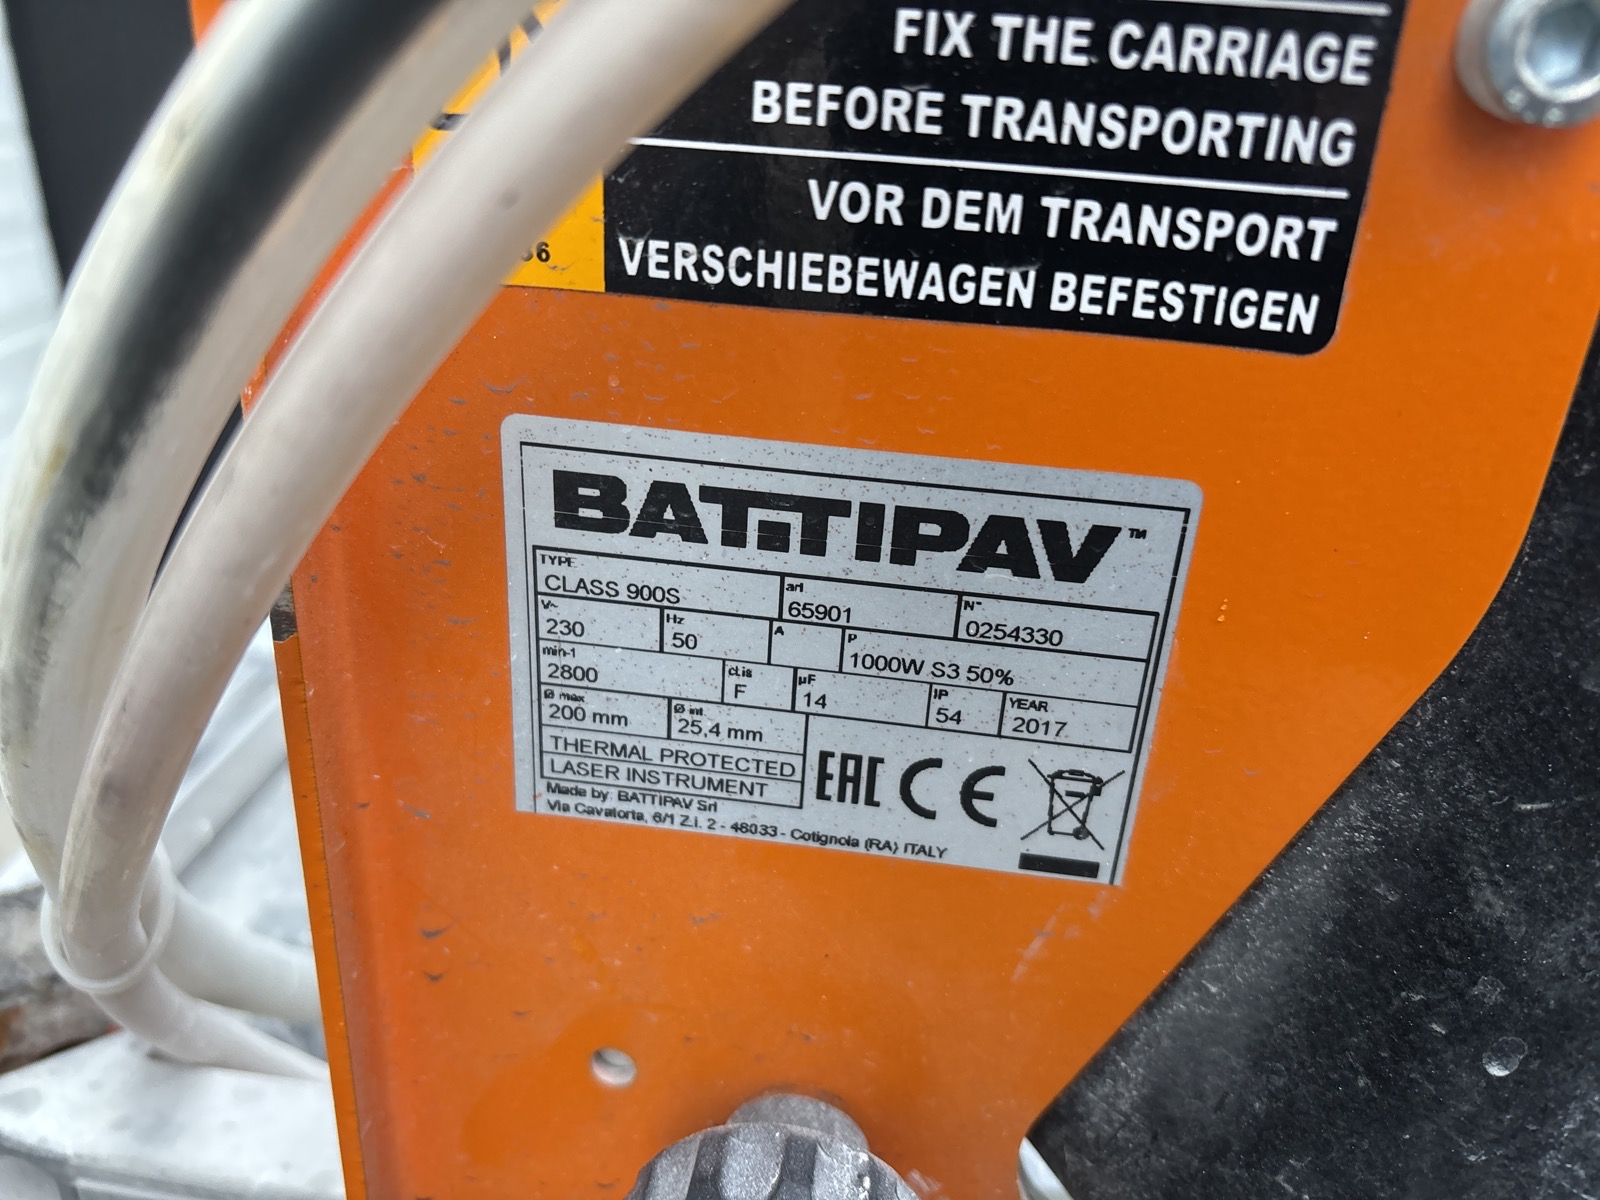 FIX THE CARRIAGE
BEFORE TRANSPORTING
VOR DEM TRANSPORT
VERSCHIEBEWAGEN BEFESTIGEN
BATTIPAV™
TYPE art N°
CLASS 900S 65901 0254330
V~ Hz A P
230 50 1000W S3 50%
min-1 cl.is µF IP YEAR
2800 F 14 54 2017
Ø max Ø int.
200 mm 25,4 mm
THERMAL PROTECTED
LASER INSTRUMENT
EAC CE
Made by: BATTIPAV Srl
Via Cavatorta, 6/1 Z.I. 2 - 48033 - Cotignola (RA) ITALY